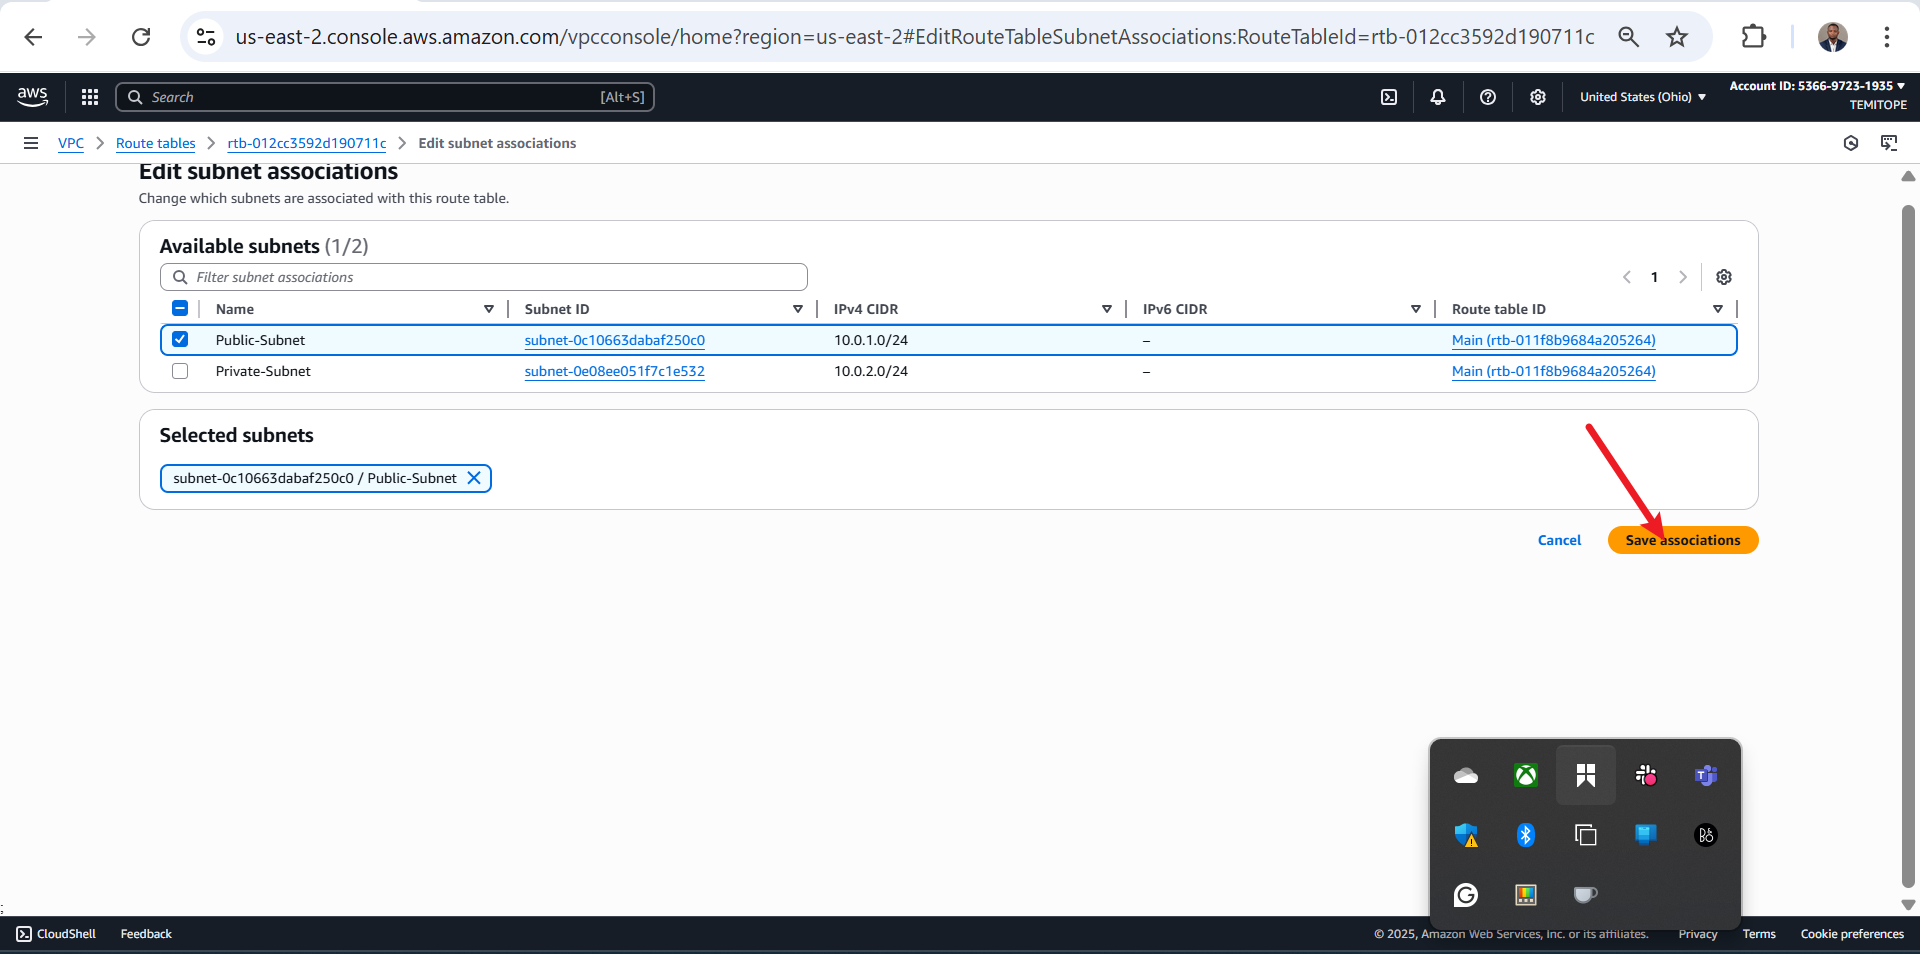 us-east-2.console.aws.amazon.com/vpcconsole/home?region=us-east-2#EditRouteTableSubnetAssociations:RouteTableId=rtb-012cc3592d190711c
aws
Search [Alt+S]
United States (Ohio)
Account ID: 5366-9723-1935
TEMITOPE
VPC Route tables rtb-012cc3592d190711c Edit subnet associations
Edit subnet associations
Change which subnets are associated with this route table.
Available subnets (1/2)
Filter subnet associations
1
Name Subnet ID IPv4 CIDR IPv6 CIDR Route table ID
Public-Subnet subnet-0c10663dabaf250c0 10.0.1.0/24 – Main (rtb-011f8b9684a205264)
Private-Subnet subnet-0e08ee051f7c1e532 10.0.2.0/24 – Main (rtb-011f8b9684a205264)
Selected subnets
subnet-0c10663dabaf250c0 / Public-Subnet
Cancel Save associations
CloudShell Feedback © 2025, Amazon Web Services, Inc. or its affiliates. Privacy Terms Cookie preferences